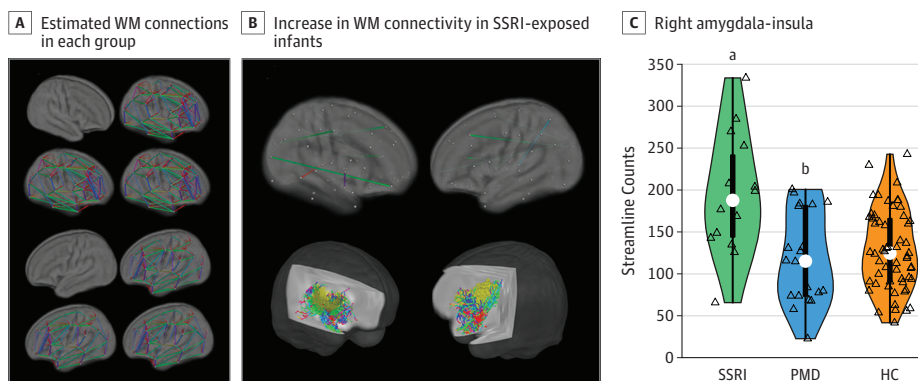 A Estimated WM connections
in each group
B Increase in WM connectivity in SSRI-exposed
infants
C Right amygdala-insula
Streamline Counts
350
300
250
200
150
100
50
0
a
b
SSRI
PMD
HC